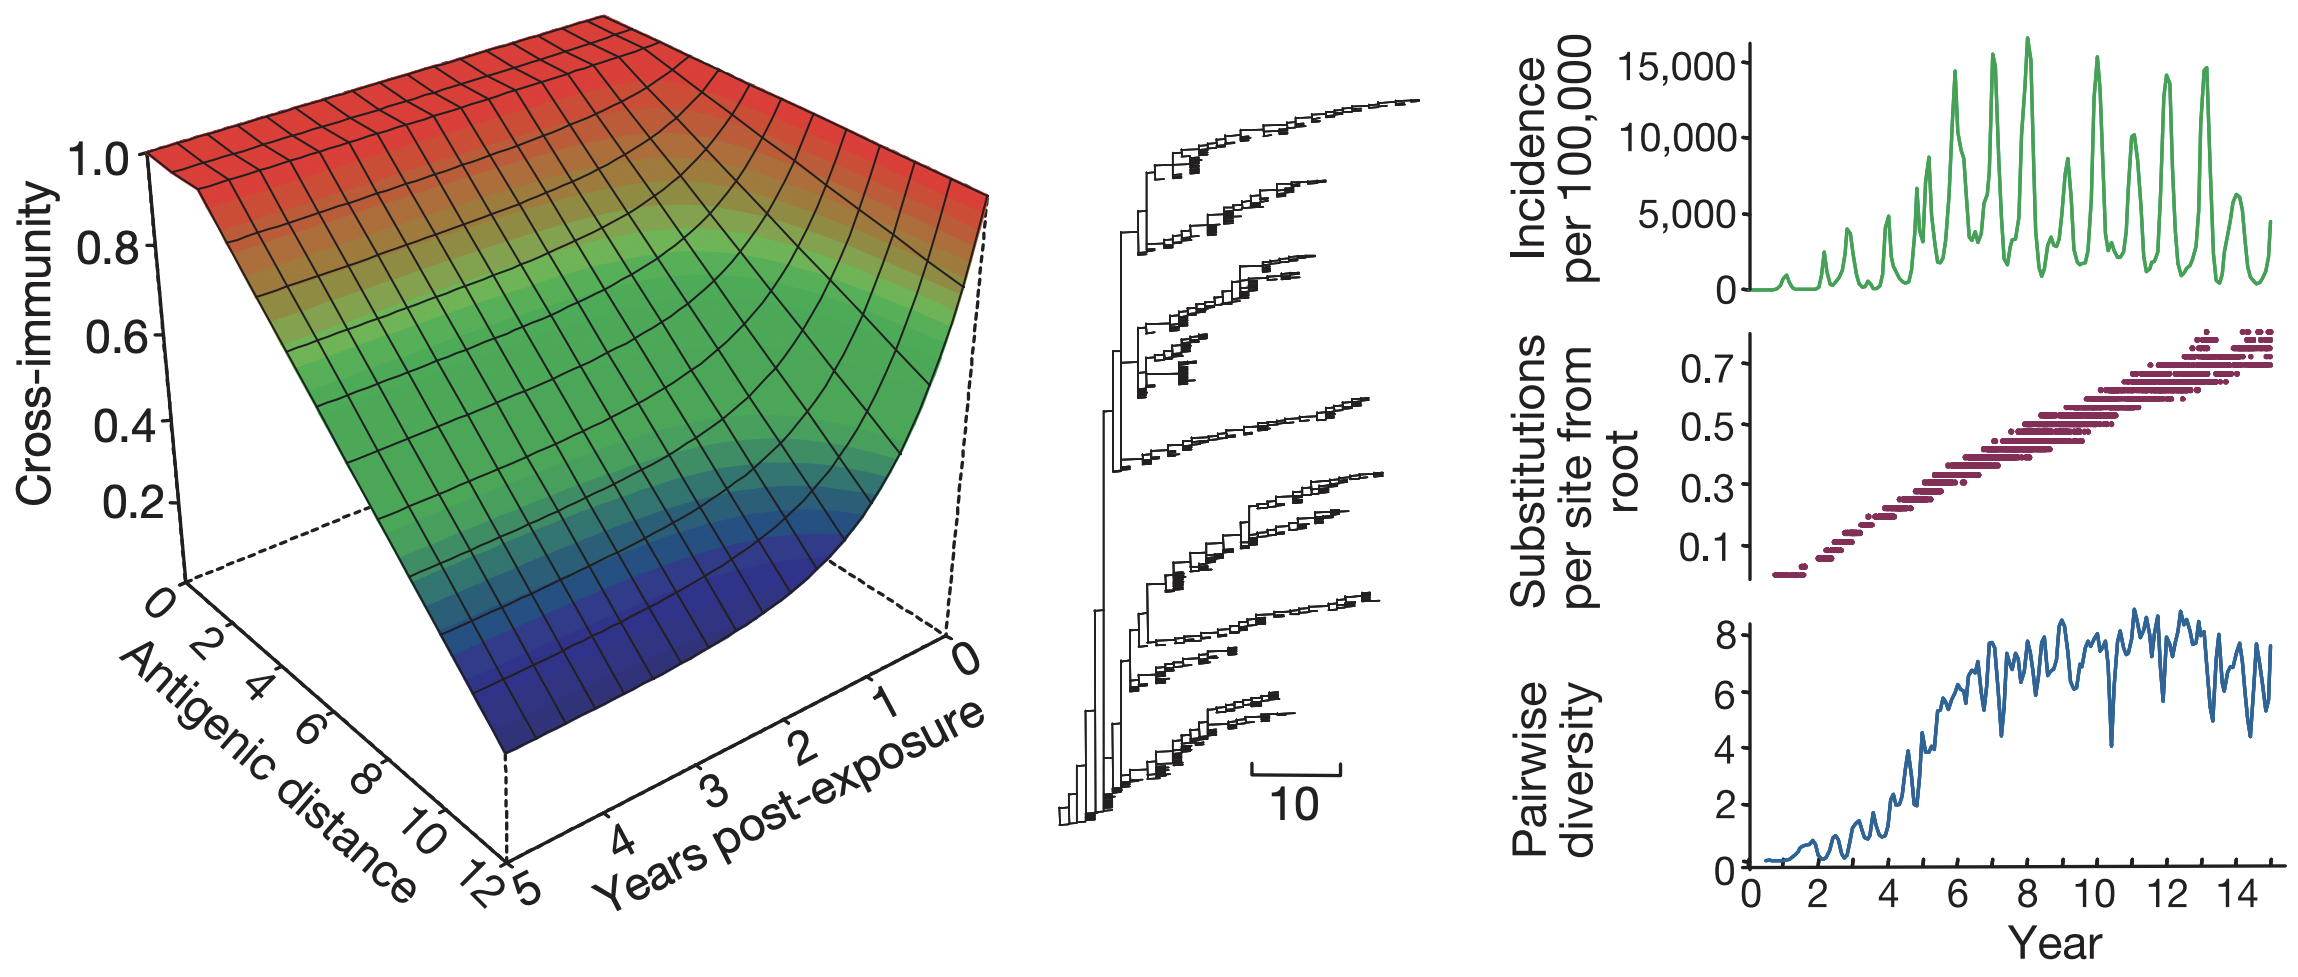 Cross-immunity
1.0
0.8
0.6
0.4
0.2
0
2
4
6
8
10
12
Antigenic distance
5
4
3
2
1
0
Years post-exposure
10
Incidence
per 100,000
15,000
10,000
5,000
0
Substitutions
per site from
root
0.7
0.5
0.3
0.1
Pairwise
diversity
8
6
4
2
0
0 2 4 6 8 10 12 14
Year